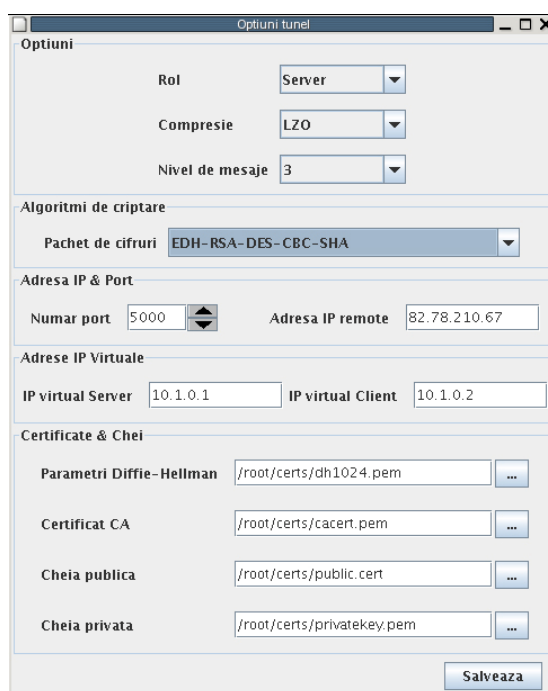 Optiuni tunel
Optiuni
Rol Server
Compresie LZO
Nivel de mesaje 3
Algoritmi de criptare
Pachet de cifruri EDH-RSA-DES-CBC-SHA
Adresa IP & Port
Numar port 5000 Adresa IP remote 82.78.210.67
Adrese IP Virtuale
IP virtual Server 10.1.0.1 IP virtual Client 10.1.0.2
Certificate & Chei
Parametri Diffie-Hellman /root/certs/dh1024.pem ...
Certificat CA /root/certs/cacert.pem ...
Cheia publica /root/certs/public.cert ...
Cheia privata /root/certs/privatekey.pem ...
Salveaza